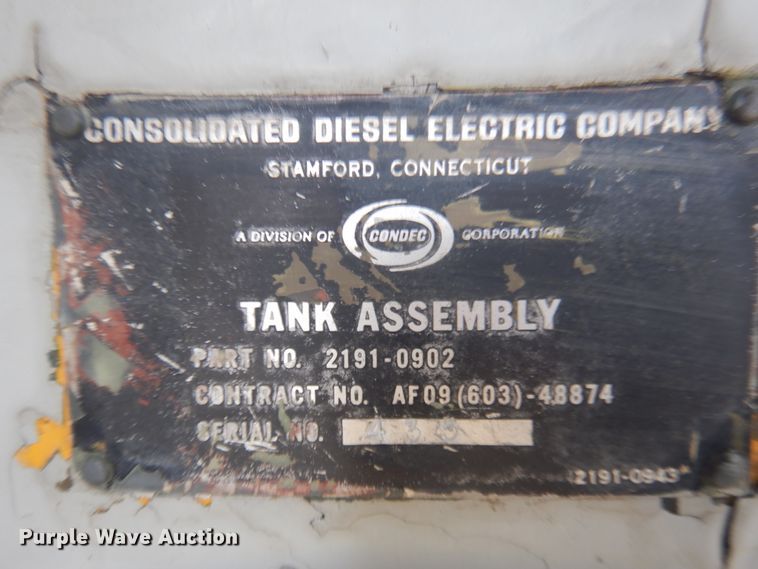 CONSOLIDATED DIESEL ELECTRIC COMPANY
STAMFORD, CONNECTICUT
A DIVISION OF CONDEC CORPORATION
TANK ASSEMBLY
PART NO. 2191-0902
CONTRACT NO. AF09(603)-48874
SERIAL NO.
2191-0943
Purple Wave Auction